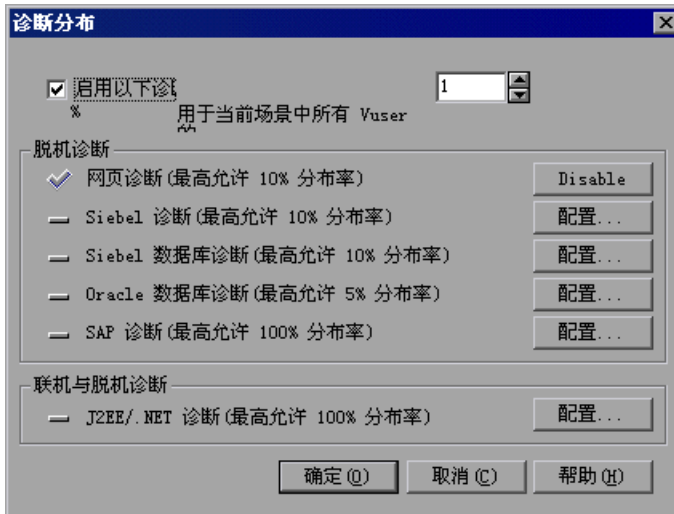 诊断分布
启用以下诊
1
%
用于当前场景中所有 Vuser
脱机诊断
网页诊断(最高允许 10% 分布率)
Disable
Siebel 诊断(最高允许 10% 分布率)
配置...
Siebel 数据库诊断(最高允许 10% 分布率)
配置...
Oracle 数据库诊断(最高允许 5% 分布率)
配置...
SAP 诊断(最高允许 100% 分布率)
配置...
联机与脱机诊断
J2EE/.NET 诊断(最高允许 100% 分布率)
配置...
确定(O)
取消(C)
帮助(H)